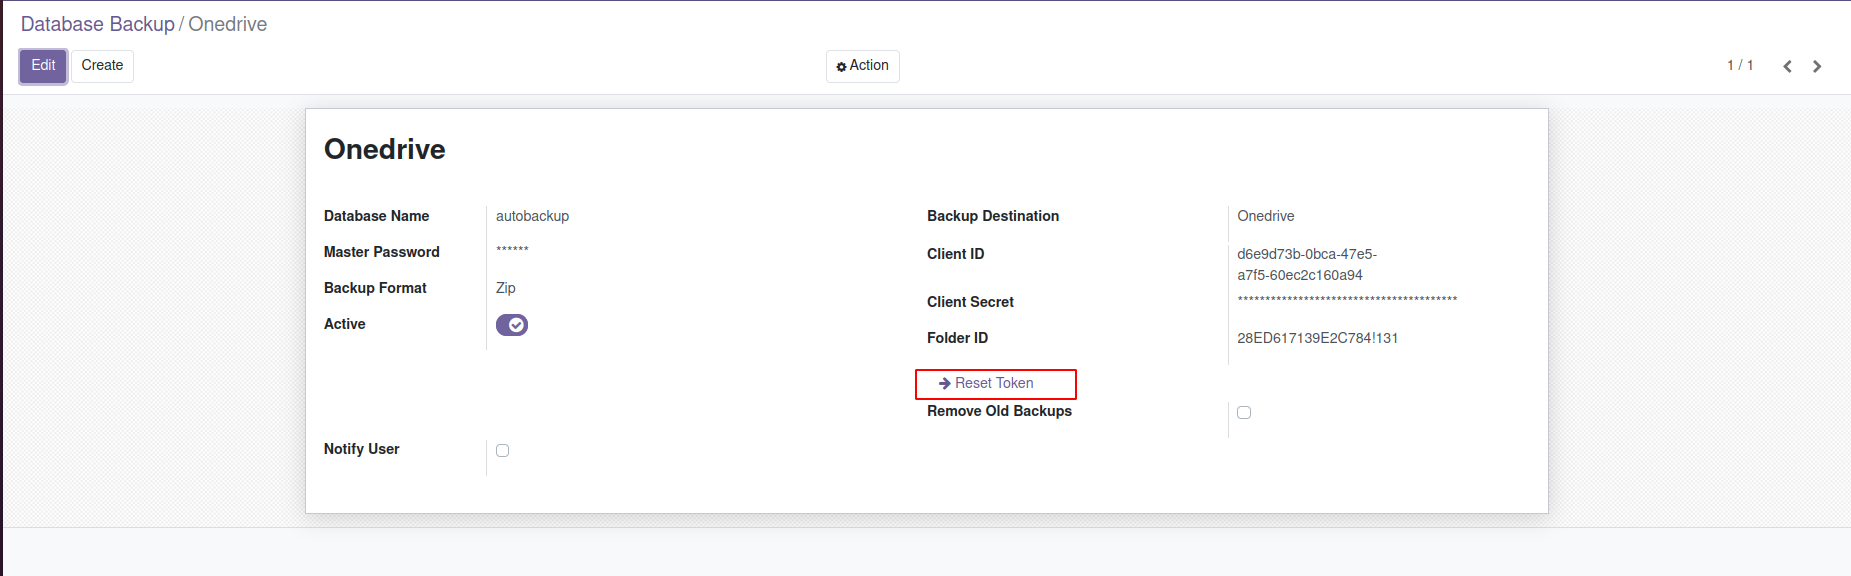 Database Backup / Onedrive
Edit Create Action 1 / 1
Onedrive
Database Name autobackup
Master Password ******
Backup Format Zip
Active
Notify User
Backup Destination Onedrive
Client ID d6e9d73b-0bca-47e5-
a7f5-60ec2c160a94
Client Secret ****************************************
Folder ID 28ED617139E2C784!131
Reset Token
Remove Old Backups